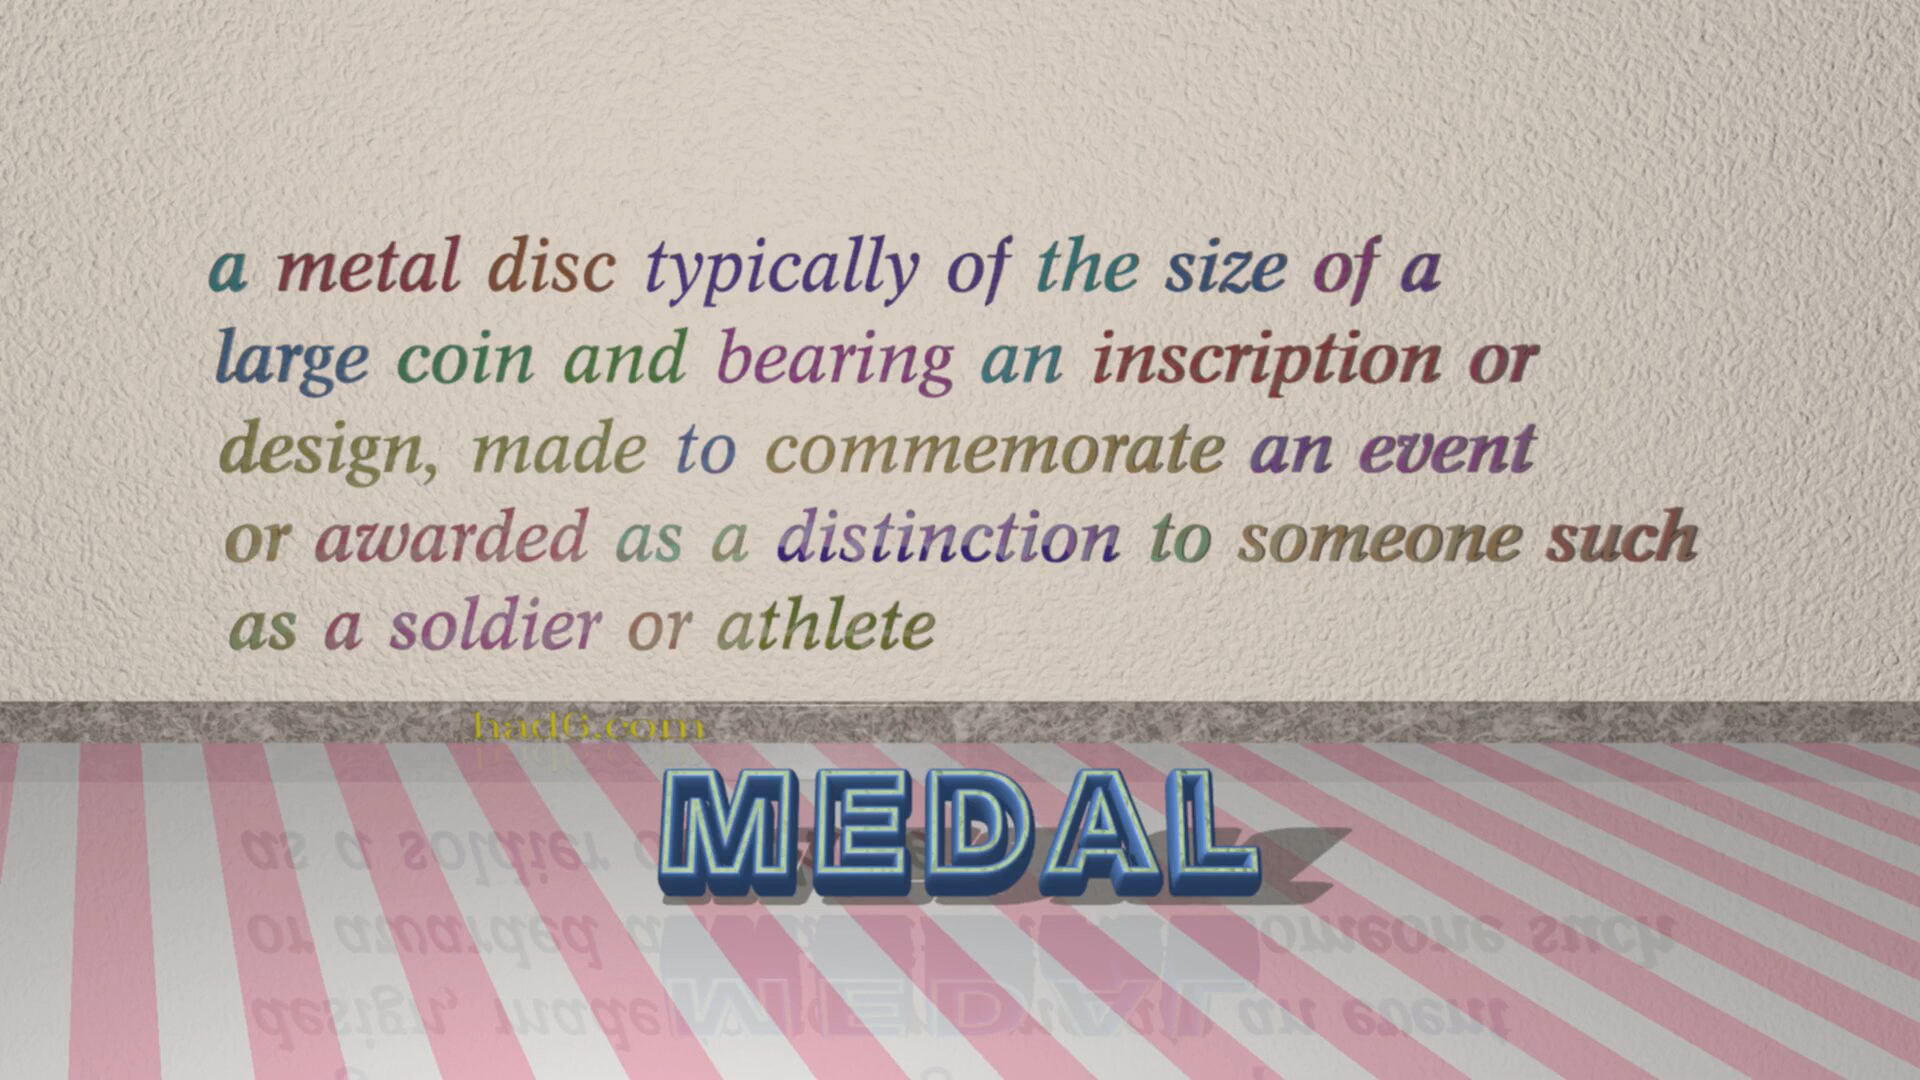 a metal disc typically of the size of a
large coin and bearing an inscription or
design, made to commemorate an event
or awarded as a distinction to someone such
as a soldier or athlete
had6.com
MEDAL